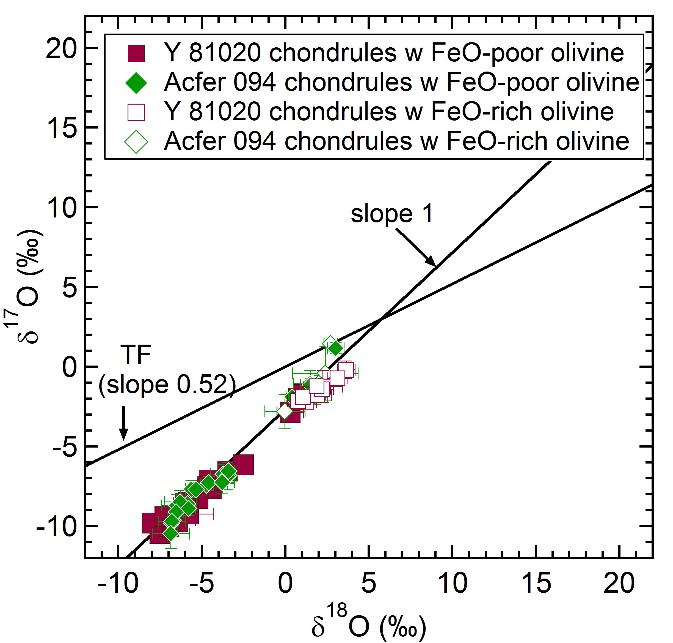 Y 81020 chondrules w FeO-poor olivine
Acfer 094 chondrules w FeO-poor olivine
Y 81020 chondrules w FeO-rich olivine
Acfer 094 chondrules w FeO-rich olivine
slope 1
TF
(slope 0.52)
20
15
10
5
0
-5
-10
δ17O (‰)
-10 -5 0 5 10 15 20
δ18O (‰)